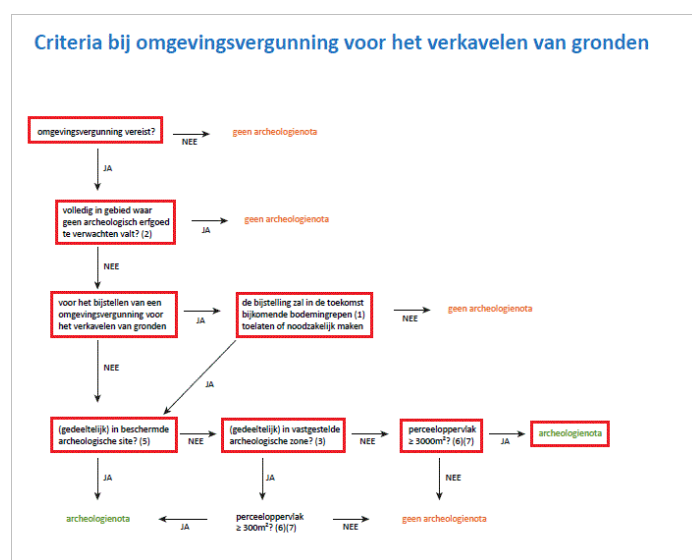 Criteria bij omgevingsvergunning voor het verkavelen van gronden
omgevingsvergunning vereist?
NEE
geen archeologienota
JA
volledig in gebied waar
geen archeologisch erfgoed
te verwachten valt? (2)
JA
geen archeologienota
NEE
voor het bijstellen van een
omgevingsvergunning voor
het verkavelen van gronden
JA
de bijstelling zal in de toekomst
bijkomende bodemingrepen (1)
toelaten of noodzakelijk maken
NEE
geen archeologienota
NEE
JA
(gedeeltelijk) in beschermde
archeologische site? (5)
NEE
(gedeeltelijk) in vastgestelde
archeologische zone? (3)
NEE
perceeloppervlak
≥ 3000m²? (6)(7)
JA
archeologienota
JA
JA
NEE
archeologienota
JA
perceeloppervlak
≥ 300m²? (6)(7)
NEE
geen archeologienota